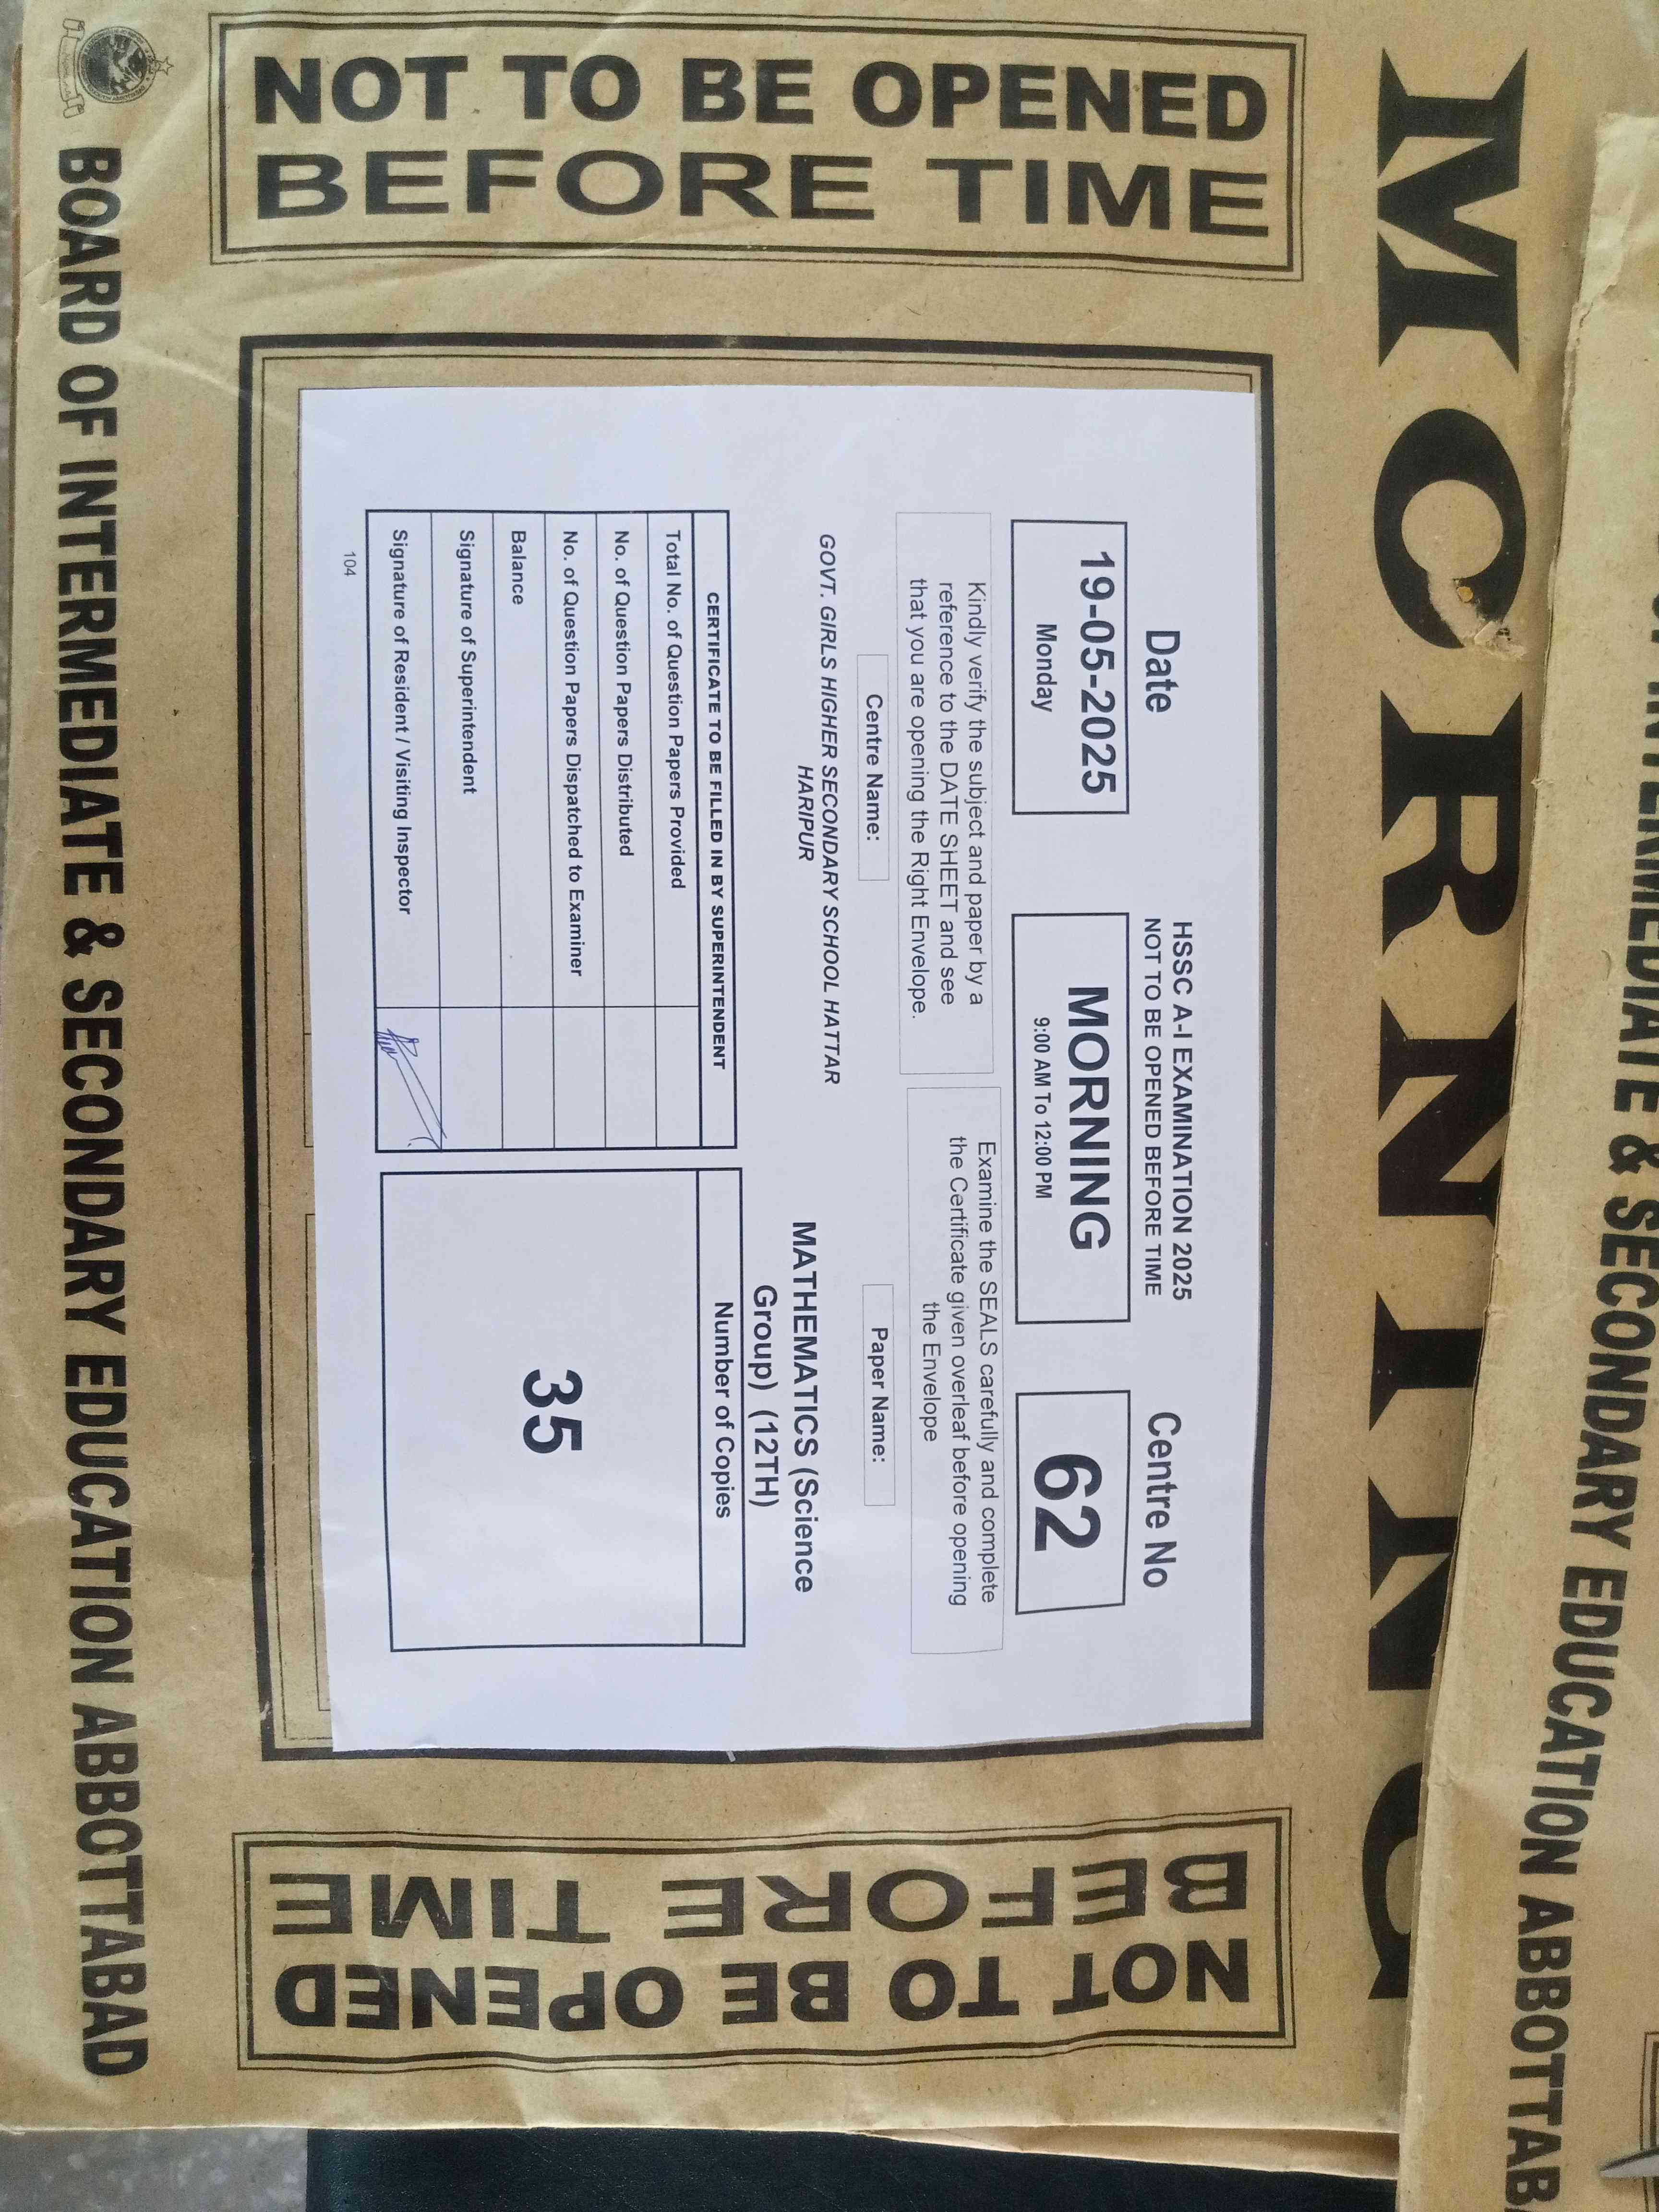 MORNING
NOT TO BE OPENED
BEFORE TIME
Date
19-05-2025
Monday
HSSC A-I EXAMINATION 2025
NOT TO BE OPENED BEFORE TIME
MORNING
9:00 AM To 12:00 PM
Centre No
62
Kindly verify the subject and paper by a
reference to the DATE SHEET and see
that you are opening the Right Envelope.
Examine the SEALS carefully and complete
the Certificate given overleaf before opening
the Envelope
Centre Name:
GOVT. GIRLS HIGHER SECONDARY SCHOOL HATTAR
HARIPUR
Paper Name:
MATHEMATICS (Science
Group) (12TH)
CERTIFICATE TO BE FILLED IN BY SUPERINTENDENT
Total No. of Question Papers Provided
No. of Question Papers Distributed
No. of Question Papers Dispatched to Examiner
Balance
Signature of Superintendent
Signature of Resident / Visiting Inspector
Number of Copies
35
104
NOT TO BE OPENED
BEFORE TIME
BOARD OF INTERMEDIATE & SECONDARY EDUCATION ABBOTTABAD
INTERMEDIATE & SECONDARY EDUCATION ABBOTTAB